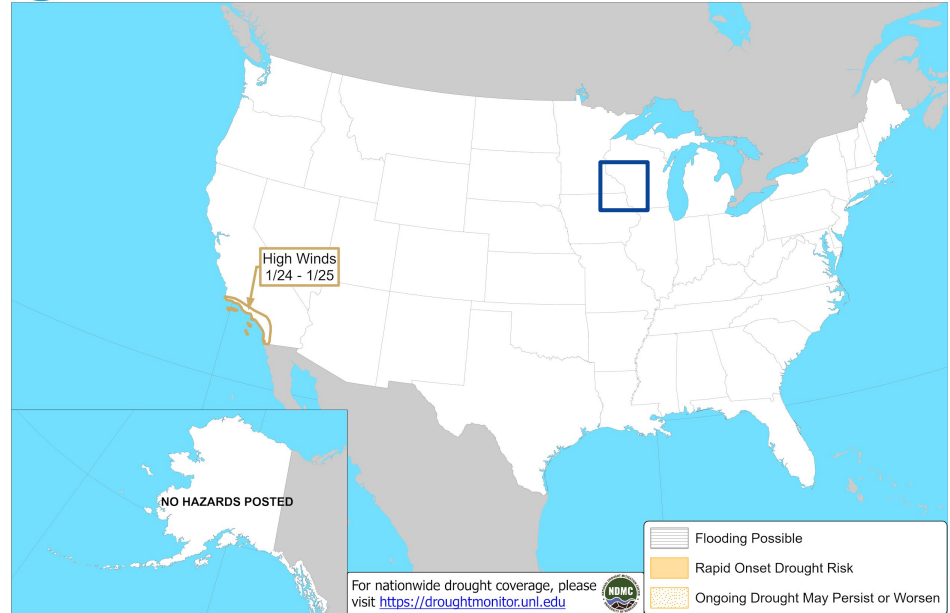 High Winds
1/24 - 1/25
NO HAZARDS POSTED
For nationwide drought coverage, please
visit https://droughtmonitor.unl.edu
NDMC
Flooding Possible
Rapid Onset Drought Risk
Ongoing Drought May Persist or Worsen